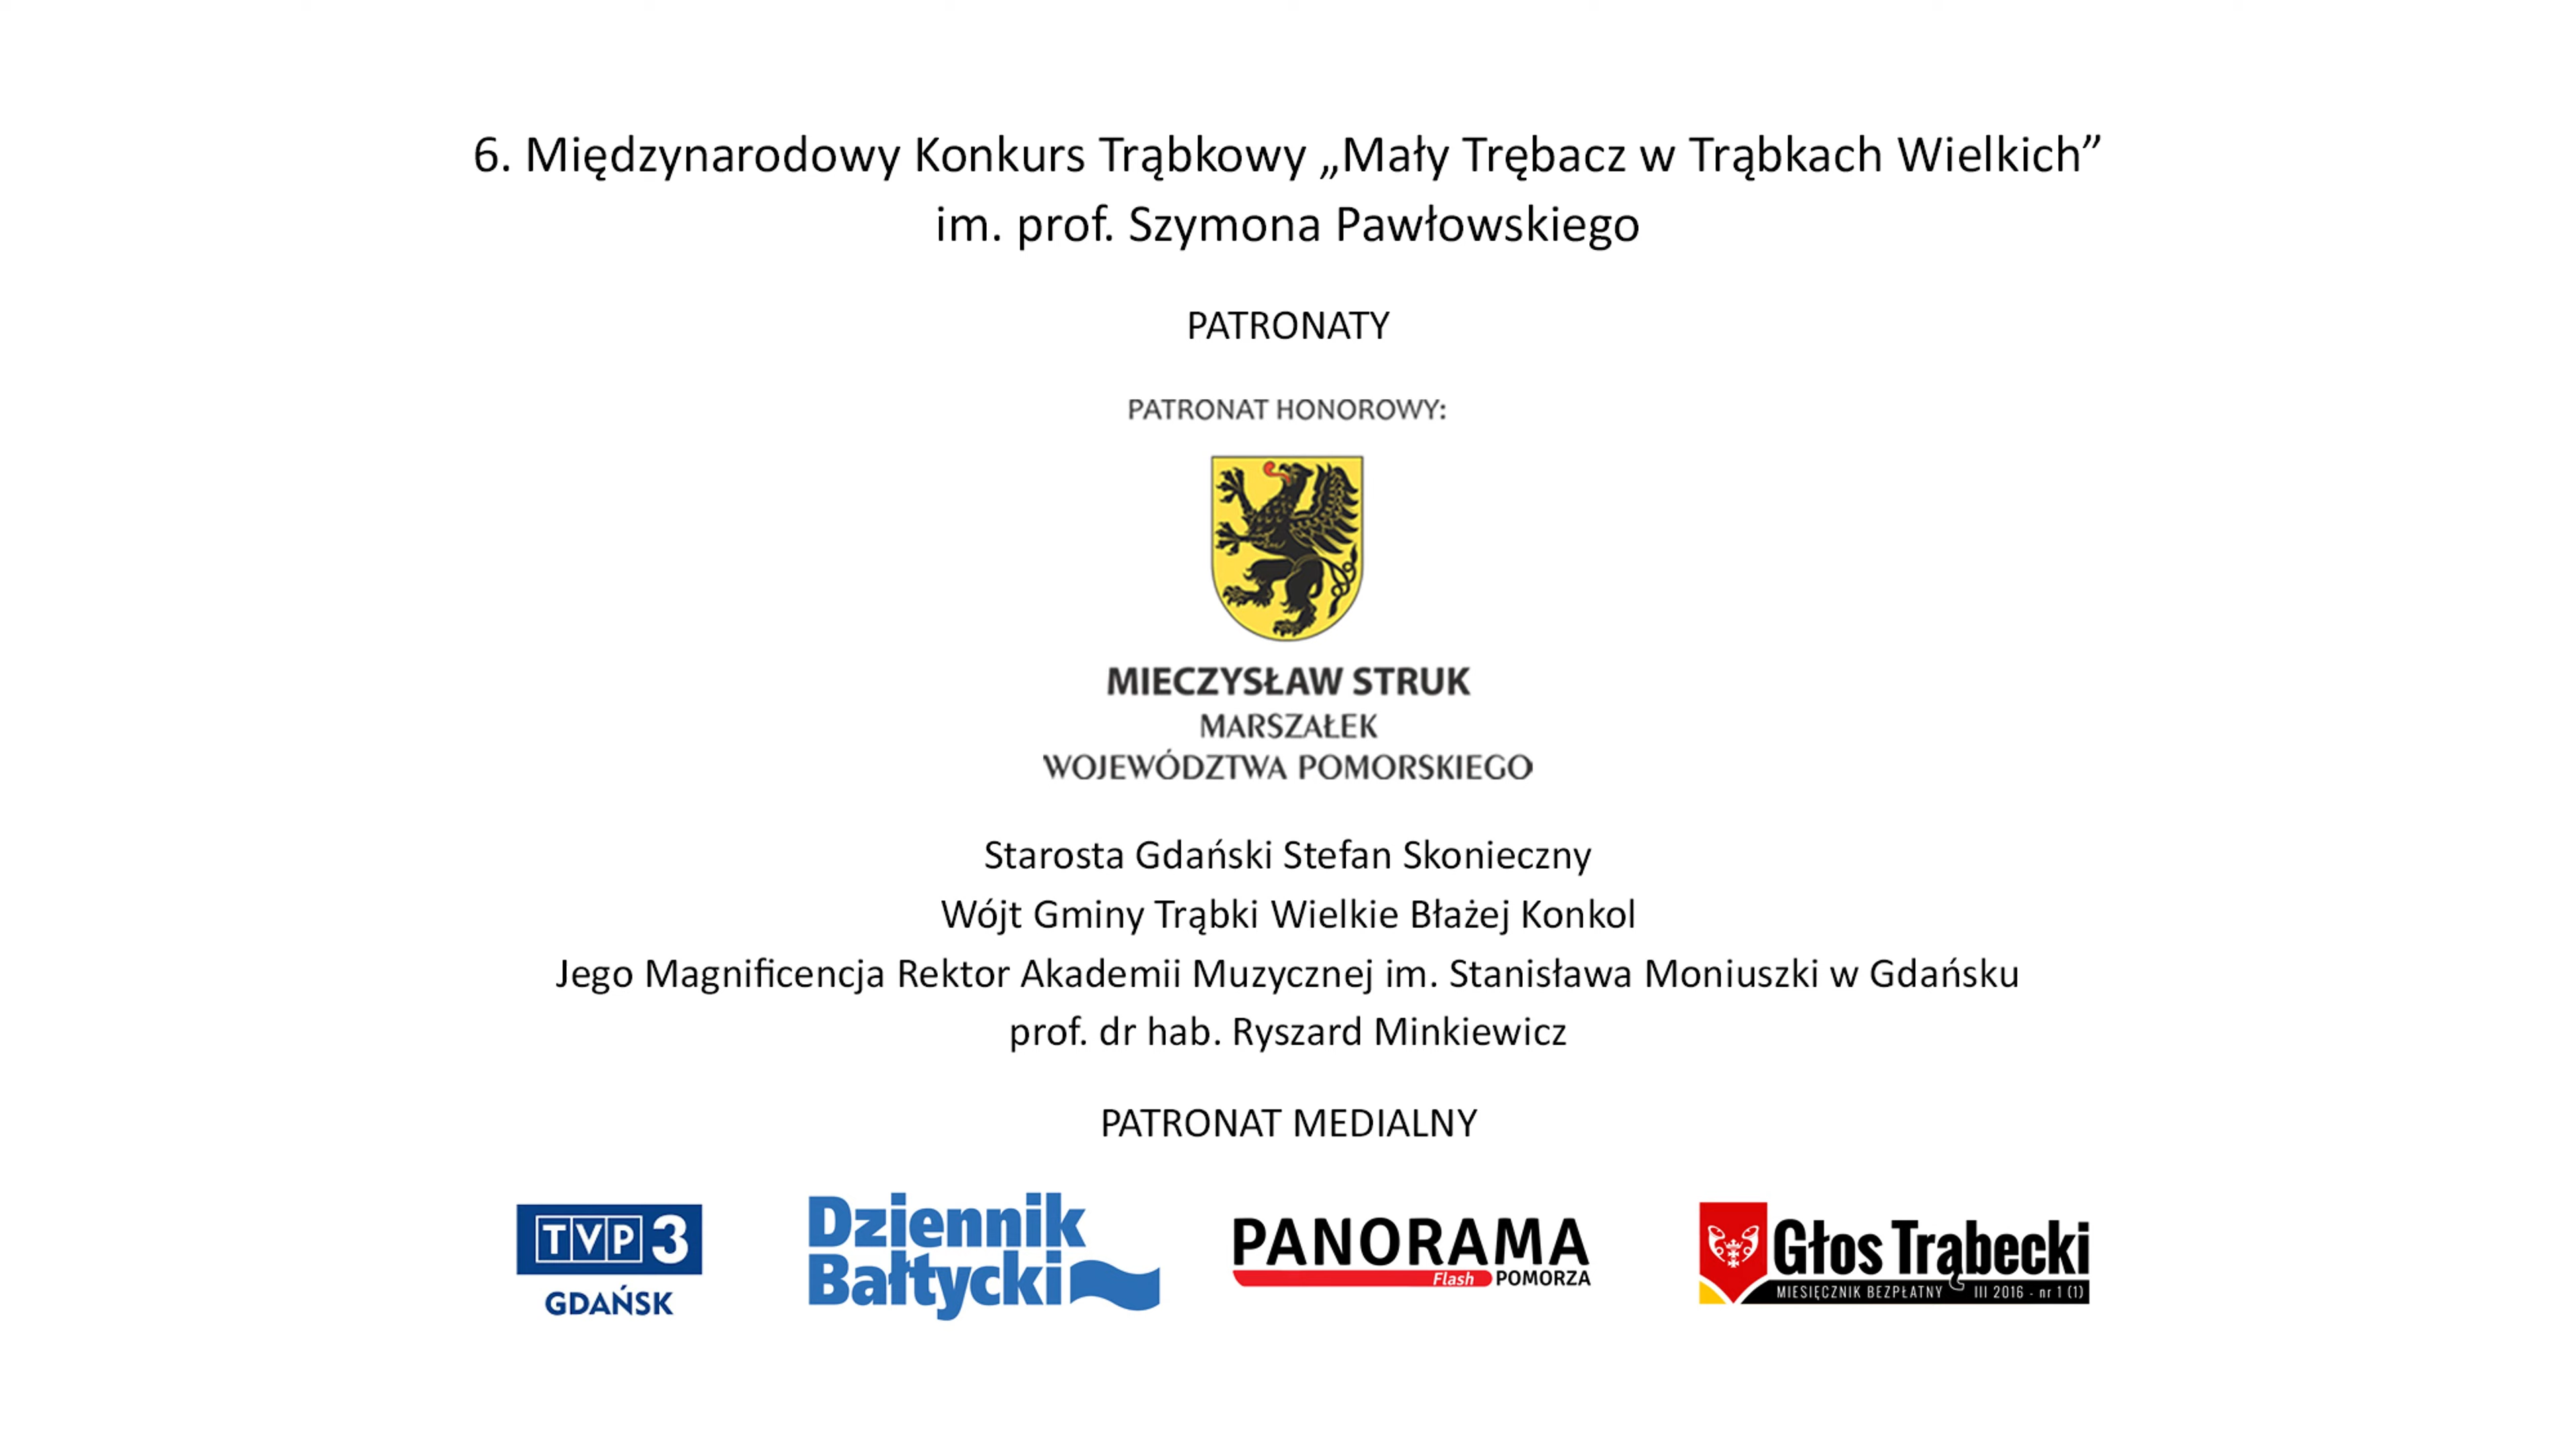 6. Międzynarodowy Konkurs Trąbkowy „Mały Trębacz w Trąbkach Wielkich”
im. prof. Szymona Pawłowskiego
PATRONATY
PATRONAT HONOROWY:
MIECZYSŁAW STRUK
MARSZAŁEK
WOJEWÓDZTWA POMORSKIEGO
Starosta Gdański Stefan Skonieczny
Wójt Gminy Trąbki Wielkie Błażej Konkol
Jego Magnificencja Rektor Akademii Muzycznej im. Stanisława Moniuszki w Gdańsku
prof. dr hab. Ryszard Minkiewicz
PATRONAT MEDIALNY
TVP3
GDAŃSK
Dziennik
Bałtycki
PANORAMA
Flash POMORZA
Głos Trąbecki
MIESIĘCZNIK BEZPŁATNY III 2016 - nr 1 (1)